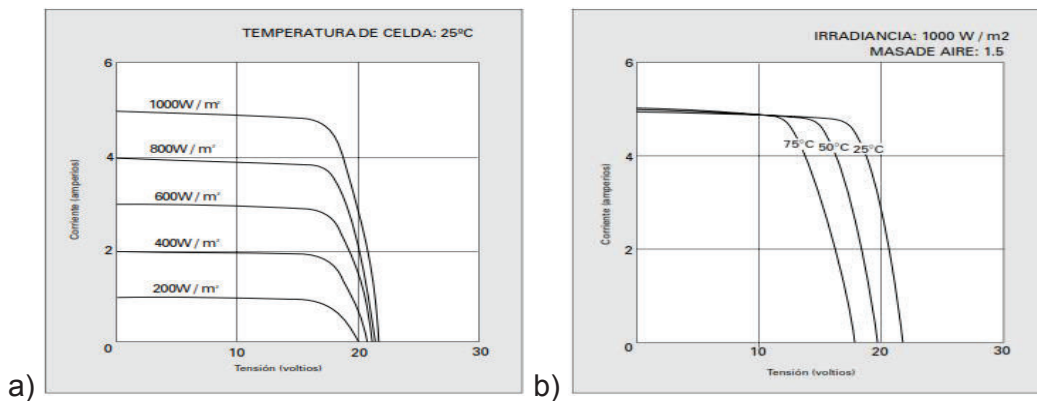 a)
TEMPERATURA DE CELDA: 25ºC
6
4
2
0
1000W / m²
800W / m²
600W / m²
400W / m²
200W / m²
Corriente (amperios)
10
20
30
Tensión (voltios)
b)
IRRADIANCIA: 1000 W / m2
MASADE AIRE: 1.5
6
4
2
0
75°C 50°C 25°C
Corriente (amperios)
10
20
30
Tensión (voltios)